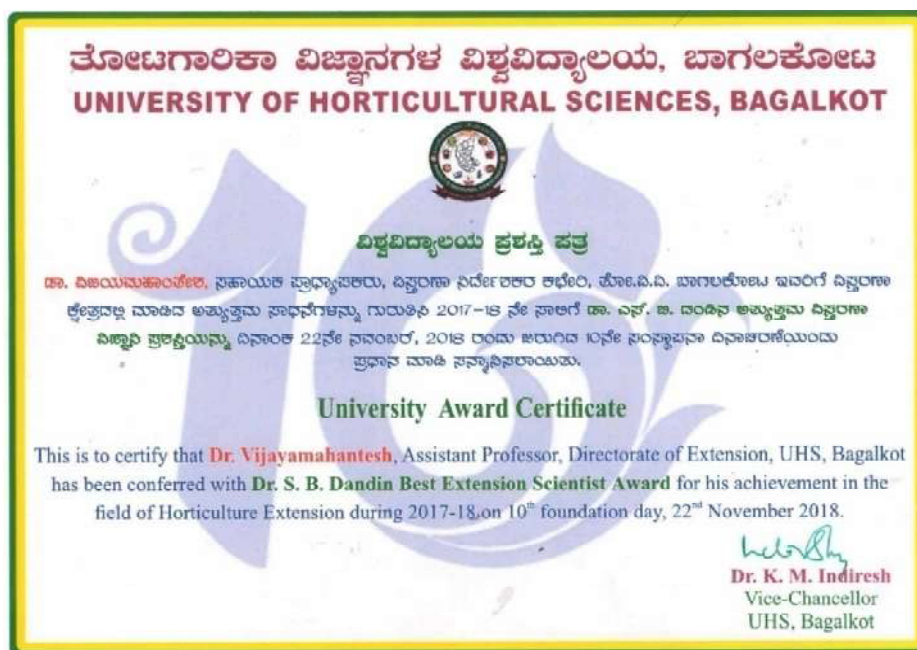 ತೋಟಗಾರಿಕಾ ವಿಜ್ಞಾನಗಳ ವಿಶ್ವವಿದ್ಯಾಲಯ, ಬಾಗಲಕೋಟ
UNIVERSITY OF HORTICULTURAL SCIENCES, BAGALKOT
10
ವಿಶ್ವವಿದ್ಯಾಲಯ ಪ್ರಶಸ್ತಿ ಪತ್ರ
ಡಾ. ವಿಜಯಮಹಾಂತೇಶ, ಸಹಾಯಕ ಪ್ರಾಧ್ಯಾಪಕರು, ವಿಸ್ತರಣಾ ನಿರ್ದೇಶಕರ ಕಛೇರಿ, ತೋ.ವಿ.ವಿ. ಬಾಗಲಕೋಟ ಇವರಿಗೆ ವಿಸ್ತರಣಾ
ಕ್ಷೇತ್ರದಲ್ಲಿ ಮಾಡಿದ ಅತ್ಯುತ್ತಮ ಸಾಧನೆಗಳನ್ನು ಗುರುತಿಸಿ 2017-18 ನೇ ಸಾಲಿಗೆ ಡಾ. ಎಸ್. ಬಿ. ದಂಡಿನ ಅತ್ಯುತ್ತಮ ವಿಸ್ತರಣಾ
ವಿಜ್ಞಾನಿ ಪ್ರಶಸ್ತಿಯನ್ನು ದಿನಾಂಕ 22ನೇ ನವಂಬರ್, 2018 ರಂದು ಜರುಗಿದ 10ನೇ ಸಂಸ್ಥಾಪನಾ ದಿನಾಚರಣೆಯಂದು
ಪ್ರಧಾನ ಮಾಡಿ ಸನ್ಮಾನಿಸಲಾಯಿತು.
University Award Certificate
This is to certify that Dr. Vijayamahantesh, Assistant Professor, Directorate of Extension, UHS, Bagalkot
has been conferred with Dr. S. B. Dandin Best Extension Scientist Award for his achievement in the
field of Horticulture Extension during 2017-18 on 10th foundation day, 22nd November 2018.
Dr. K. M. Indiresh
Vice-Chancellor
UHS, Bagalkot